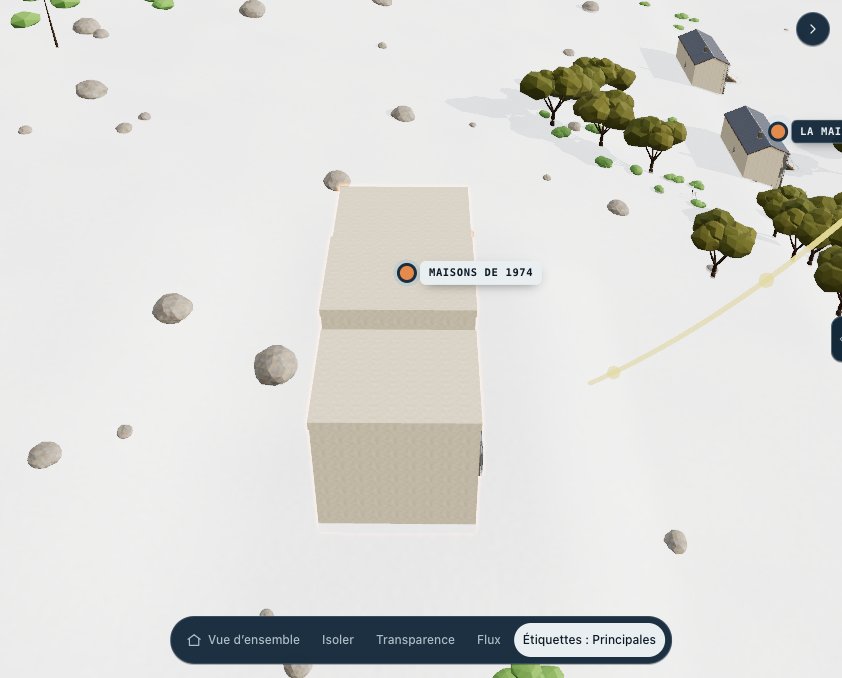 LA MAI
MAISONS DE 1974
Vue d'ensemble
Isoler
Transparence
Flux
Étiquettes : Principales